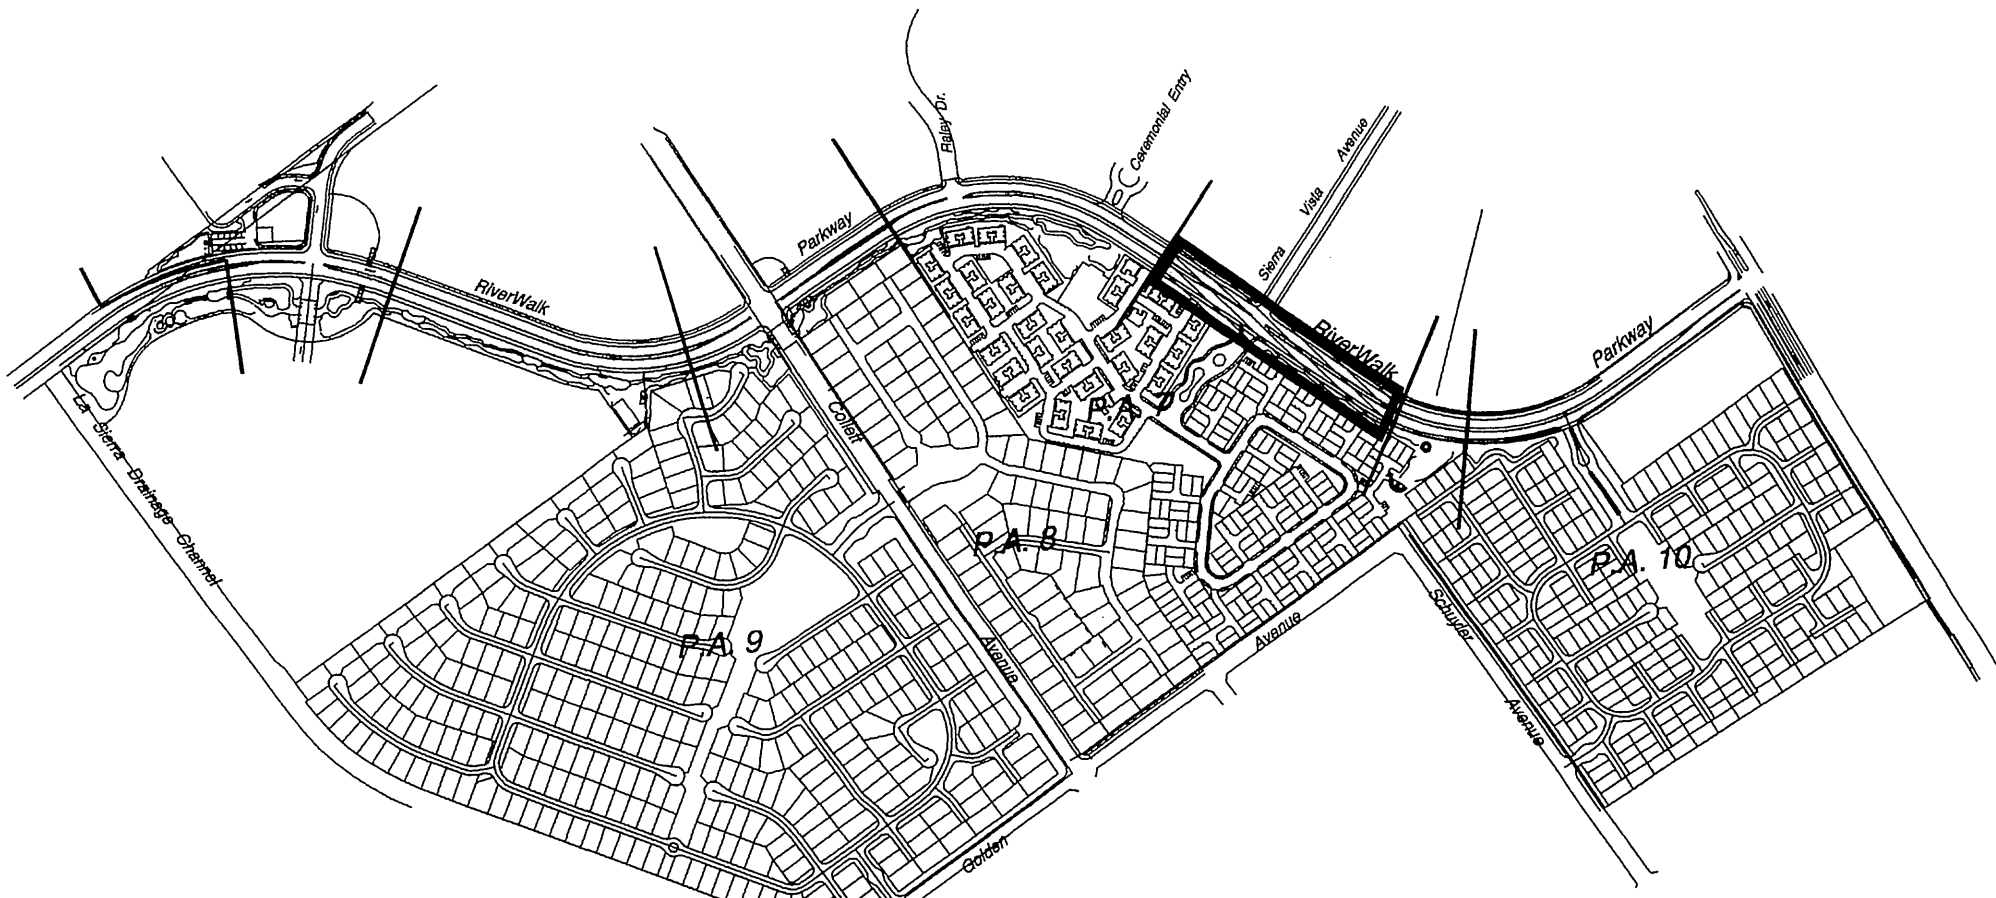 Raley Dr.
Ceremonial Entry
Sierra Vista Avenue
Parkway
RiverWalk
RiverWalk
Parkway
La Sierra Drainage Channel
Collett Avenue
P.A. 8
P.A. 9
P.A. 10
Golden Avenue
Schuyler Avenue